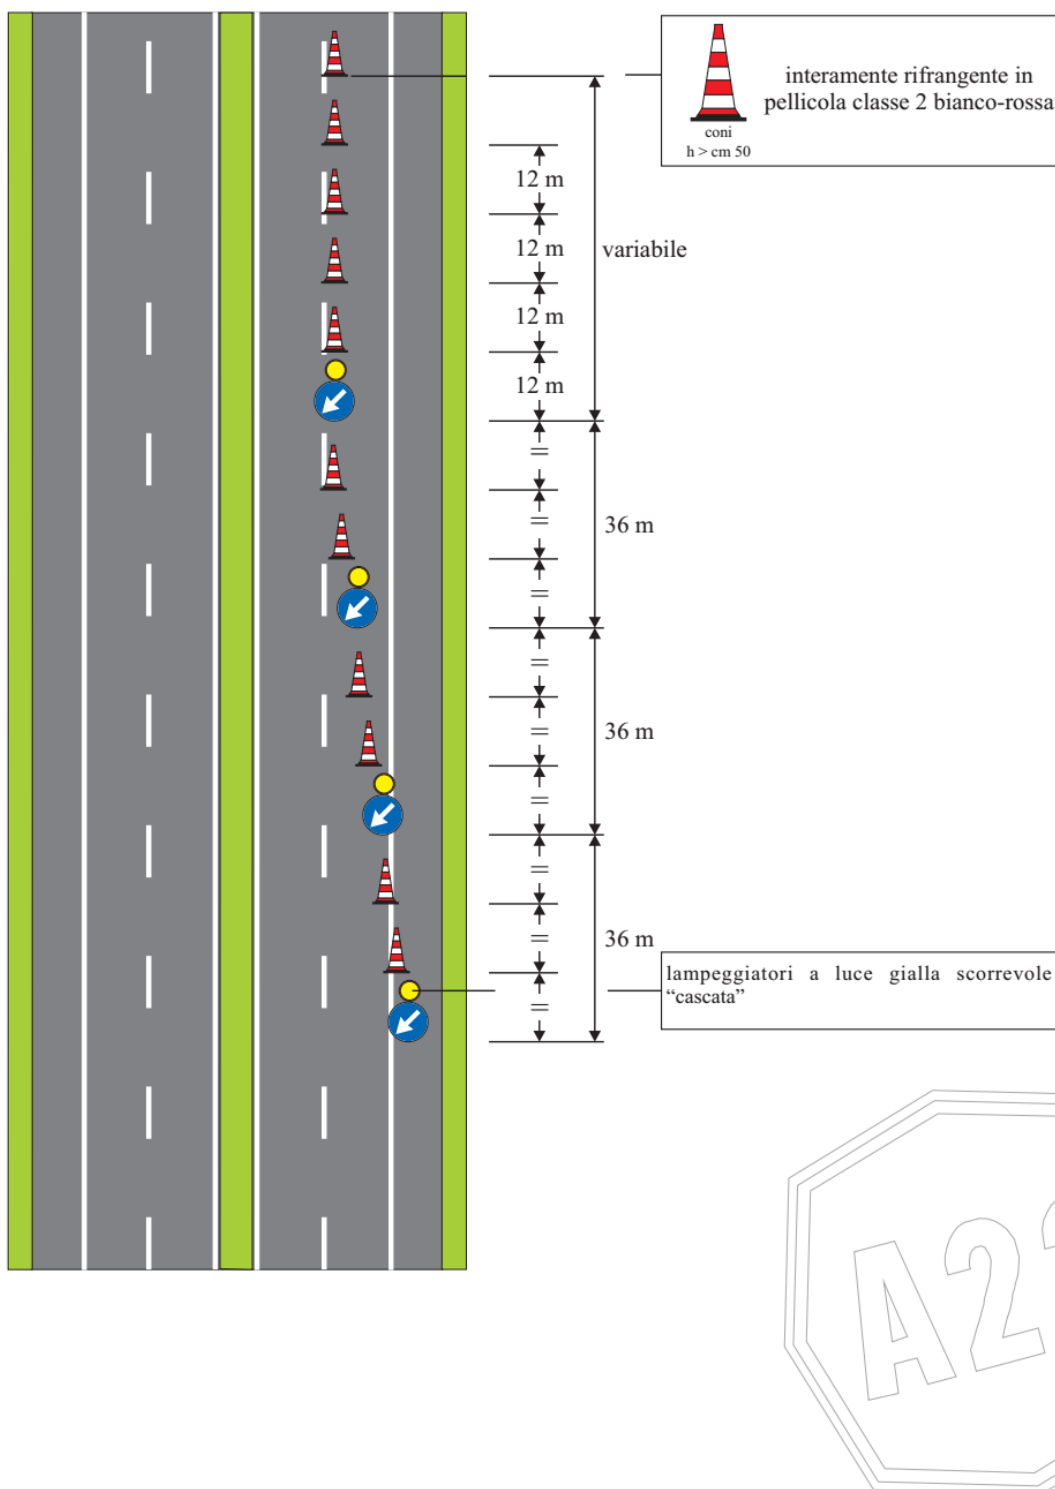 interamente rifrangente in
pellicola classe 2 bianco-rossa
coni
h > cm 50
12 m
12 m
variabile
12 m
12 m
=
=
36 m
=
=
=
36 m
=
=
=
36 m
=
lampeggiatori a luce gialla scorrevole
“cascata”
A22